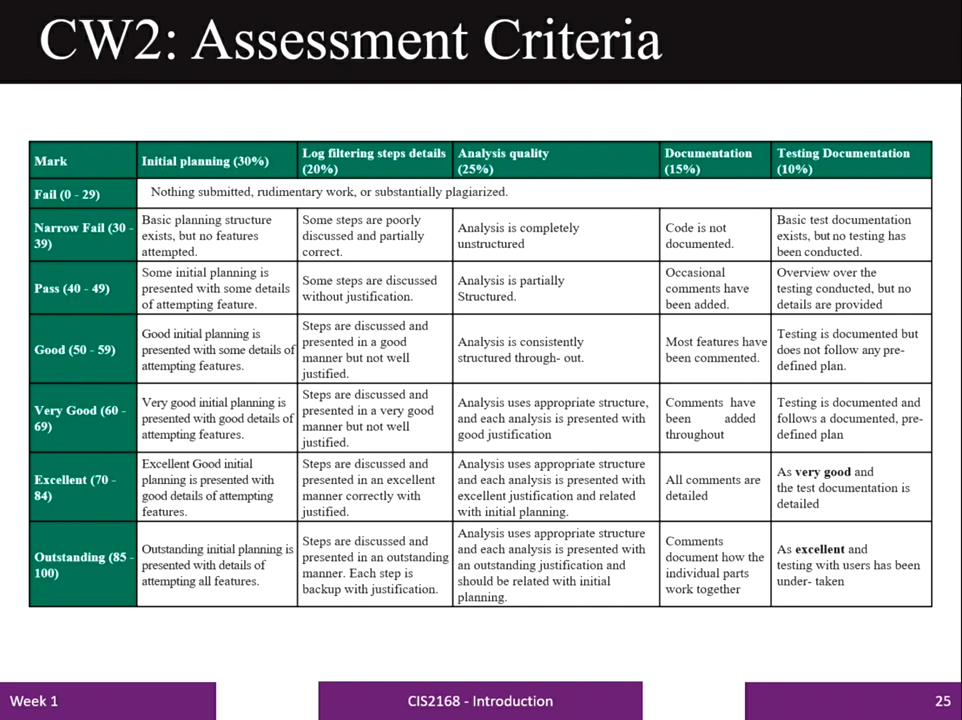 CW2: Assessment Criteria
Mark
Initial planning (30%)
Log filtering steps details
(20%)
Analysis quality
(25%)
Documentation
(15%)
Testing Documentation
(10%)
Fail (0 - 29)
Nothing submitted, rudimentary work, or substantially plagiarized.
Narrow Fail (30 -
39)
Basic planning structure
exists, but no features
attempted.
Some steps are poorly
discussed and partially
correct.
Analysis is completely
unstructured
Code is not
documented.
Basic test documentation
exists, but no testing has
been conducted.
Pass (40 - 49)
Some initial planning is
presented with some details
of attempting feature.
Some steps are discussed
without justification.
Analysis is partially
Structured.
Occasional
comments have
been added.
Overview over the
testing conducted, but no
details are provided
Good (50 - 59)
Good initial planning is
presented with some details of
attempting features.
Steps are discussed and
presented in a good
manner but not well
justified.
Analysis is consistently
structured through- out.
Most features have
been commented.
Testing is documented but
does not follow any pre-
defined plan.
Very Good (60 -
69)
Very good initial planning is
presented with good details of
attempting features.
Steps are discussed and
presented in a very good
manner but not well
justified.
Analysis uses appropriate structure,
and each analysis is presented with
good justification
Comments have
been added
throughout
Testing is documented and
follows a documented, pre-
defined plan
Excellent (70 -
84)
Excellent Good initial
planning is presented with
good details of attempting
features.
Steps are discussed and
presented in an excellent
manner correctly with
justified.
Analysis uses appropriate structure
and each analysis is presented with
excellent justification and related
with initial planning.
All comments are
detailed
As very good and
the test documentation is
detailed
Outstanding (85 -
100)
Outstanding initial planning is
presented with details of
attempting all features.
Steps are discussed and
presented in an outstanding
manner. Each step is
backup with justification.
Analysis uses appropriate structure
and each analysis is presented with
an outstanding justification and
should be related with initial
planning.
Comments
document how the
individual parts
work together
As excellent and
testing with users has been
under- taken
Week 1
CIS2168 - Introduction
25